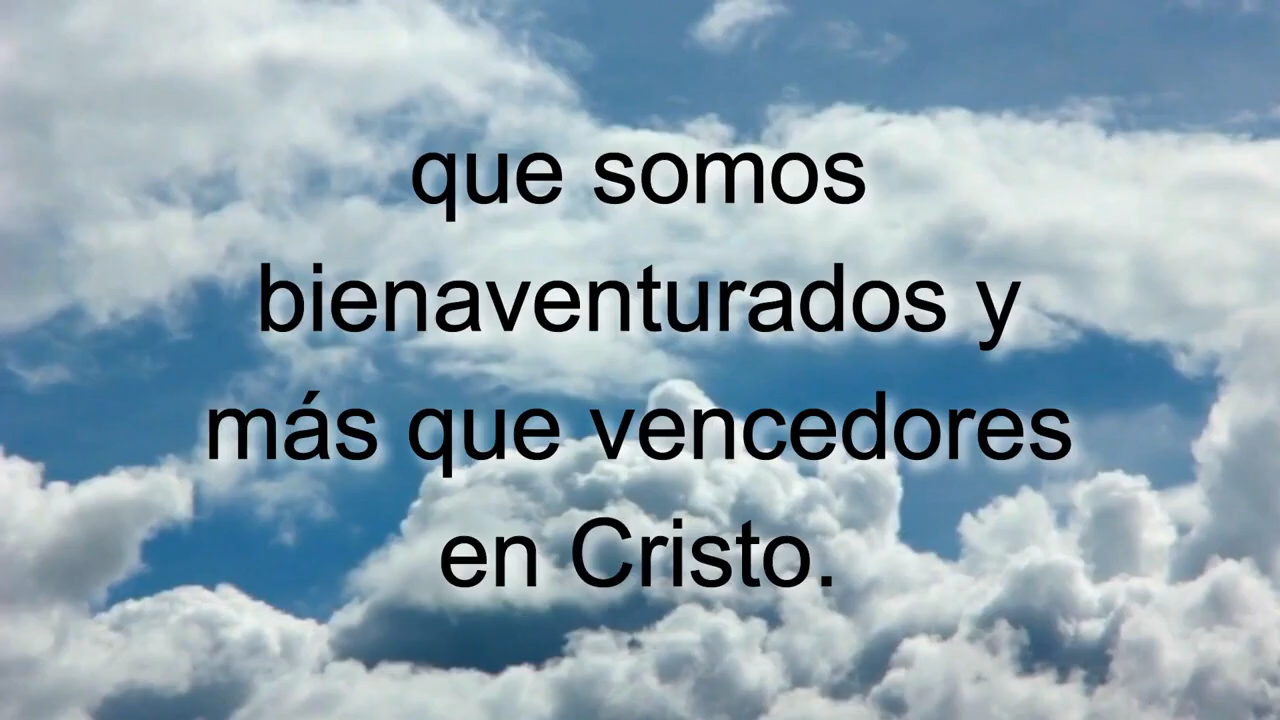 que somos
bienaventurados y
más que vencedores
en Cristo.